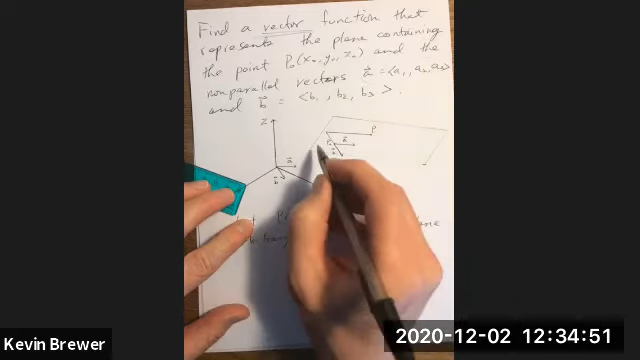 Find a vector function that
represents the plane containing
the point P₀(x₀, y₀, z₀) and the
nonparallel vectors a = <a₁, a₂, a₃>
and b = <b₁, b₂, b₃>.
z
P
P₀
a
a
b
b
Kevin Brewer
2020-12-02 12:34:51